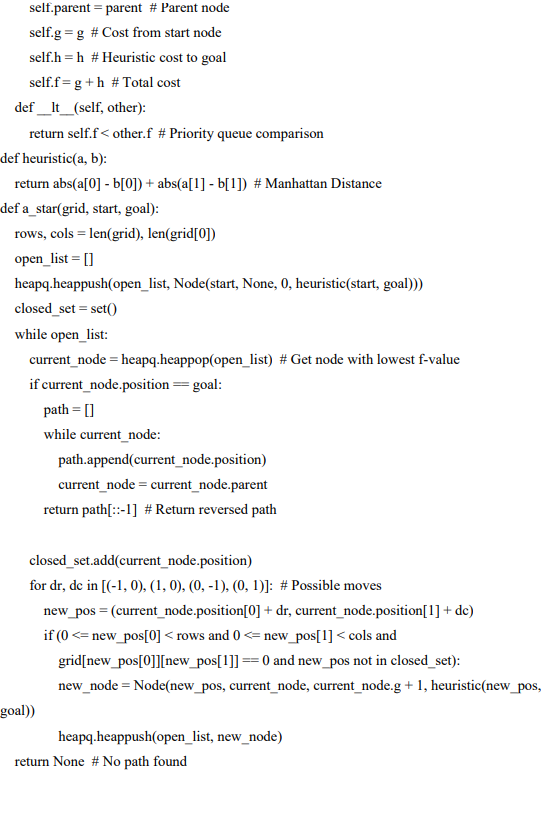 self.parent = parent  # Parent node
self.g = g  # Cost from start node
self.h = h  # Heuristic cost to goal
self.f = g + h  # Total cost
def __lt__(self, other):
return self.f < other.f  # Priority queue comparison
def heuristic(a, b):
return abs(a[0] - b[0]) + abs(a[1] - b[1])  # Manhattan Distance
def a_star(grid, start, goal):
rows, cols = len(grid), len(grid[0])
open_list = []
heapq.heappush(open_list, Node(start, None, 0, heuristic(start, goal)))
closed_set = set()
while open_list:
current_node = heapq.heappop(open_list)  # Get node with lowest f-value
if current_node.position == goal:
path = []
while current_node:
path.append(current_node.position)
current_node = current_node.parent
return path[::-1]  # Return reversed path
closed_set.add(current_node.position)
for dr, dc in [(-1, 0), (1, 0), (0, -1), (0, 1)]:  # Possible moves
new_pos = (current_node.position[0] + dr, current_node.position[1] + dc)
if (0 <= new_pos[0] < rows and 0 <= new_pos[1] < cols and
grid[new_pos[0]][new_pos[1]] == 0 and new_pos not in closed_set):
new_node = Node(new_pos, current_node, current_node.g + 1, heuristic(new_pos,
goal))
heapq.heappush(open_list, new_node)
return None  # No path found